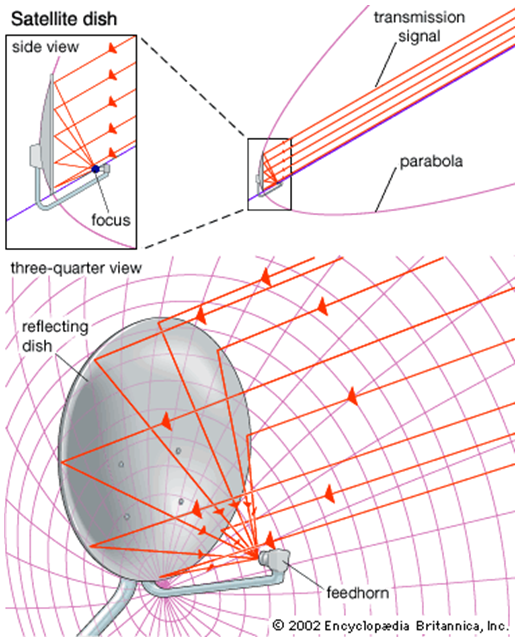 Satellite dish
side view
focus
transmission
signal
parabola
three-quarter view
reflecting
dish
feedhorn
© 2002 Encyclopædia Britannica, Inc.